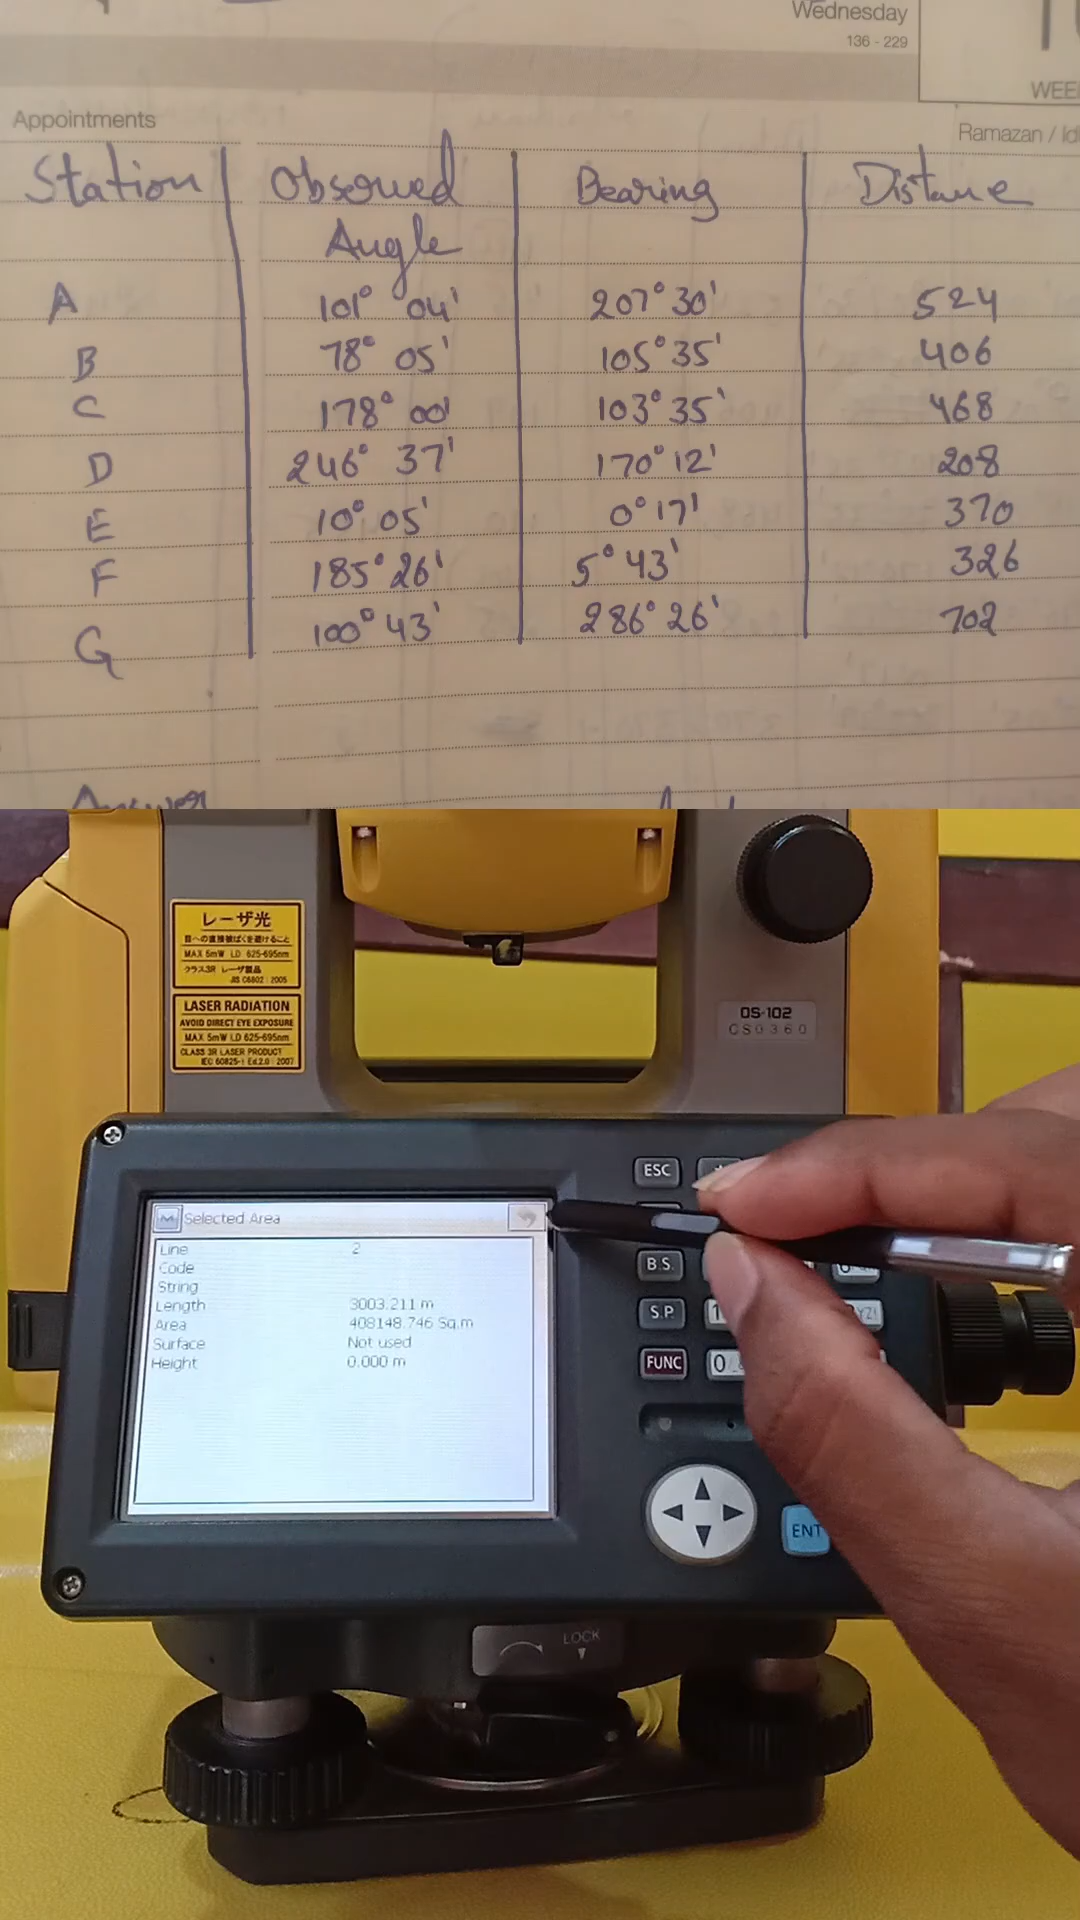 Wednesday
136 - 229
WEE
Appointments
Ramazan / Id
Station Observed Angle Bearing Distane
A 101° 04' 207° 30' 524
B 78° 05' 105° 35' 406
C 178° 00' 103° 35' 468
D 246° 37' 170° 12' 208
E 10° 05' 0° 17' 370
F 185° 26' 5° 43' 326
G 100° 43' 286° 26' 702
Answer
レーザ光
目への直接被ばくを避けること
MAX 5mW LD 625-695nm
クラス3R レーザ製品
JIS C6802 : 2005
LASER RADIATION
AVOID DIRECT EYE EXPOSURE
MAX 5mW LD 625-695nm
CLASS 3R LASER PRODUCT
IEC 60825-1 Ed.2.0 : 2007
OS-102
CS0360
ESC
Selected Area
Line 2
Code
String
Length 3003.211 m
Area 408148.746 Sq.m
Surface Not used
Height 0.000 m
B.S.
S.P.
1
YZ!
FUNC
0
ENT
LOCK